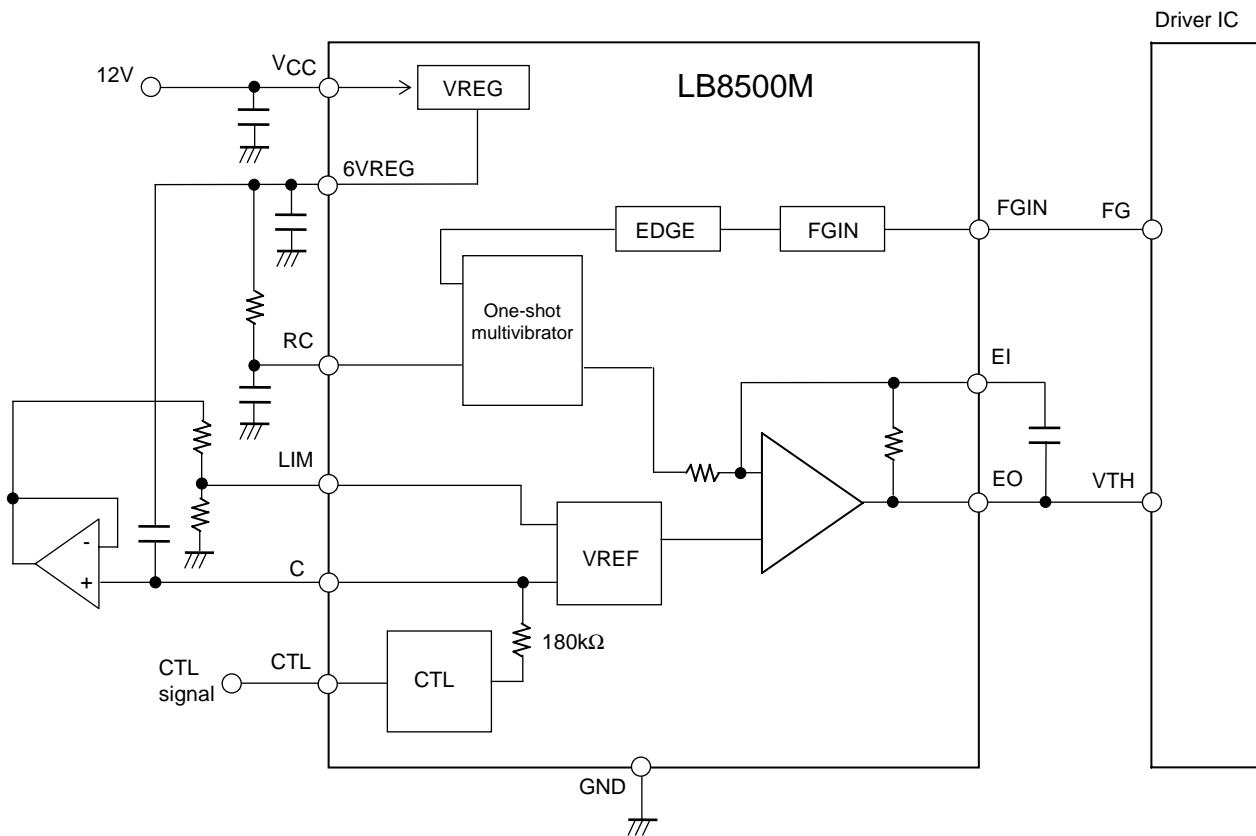 Driver IC
12V
VCC
VREG
LB8500M
6VREG
FGIN
FG
EDGE
FGIN
One-shot
multivibrator
RC
EI
LIM
EO
VTH
-
+
VREF
C
180kΩ
CTL
signal
CTL
CTL
GND